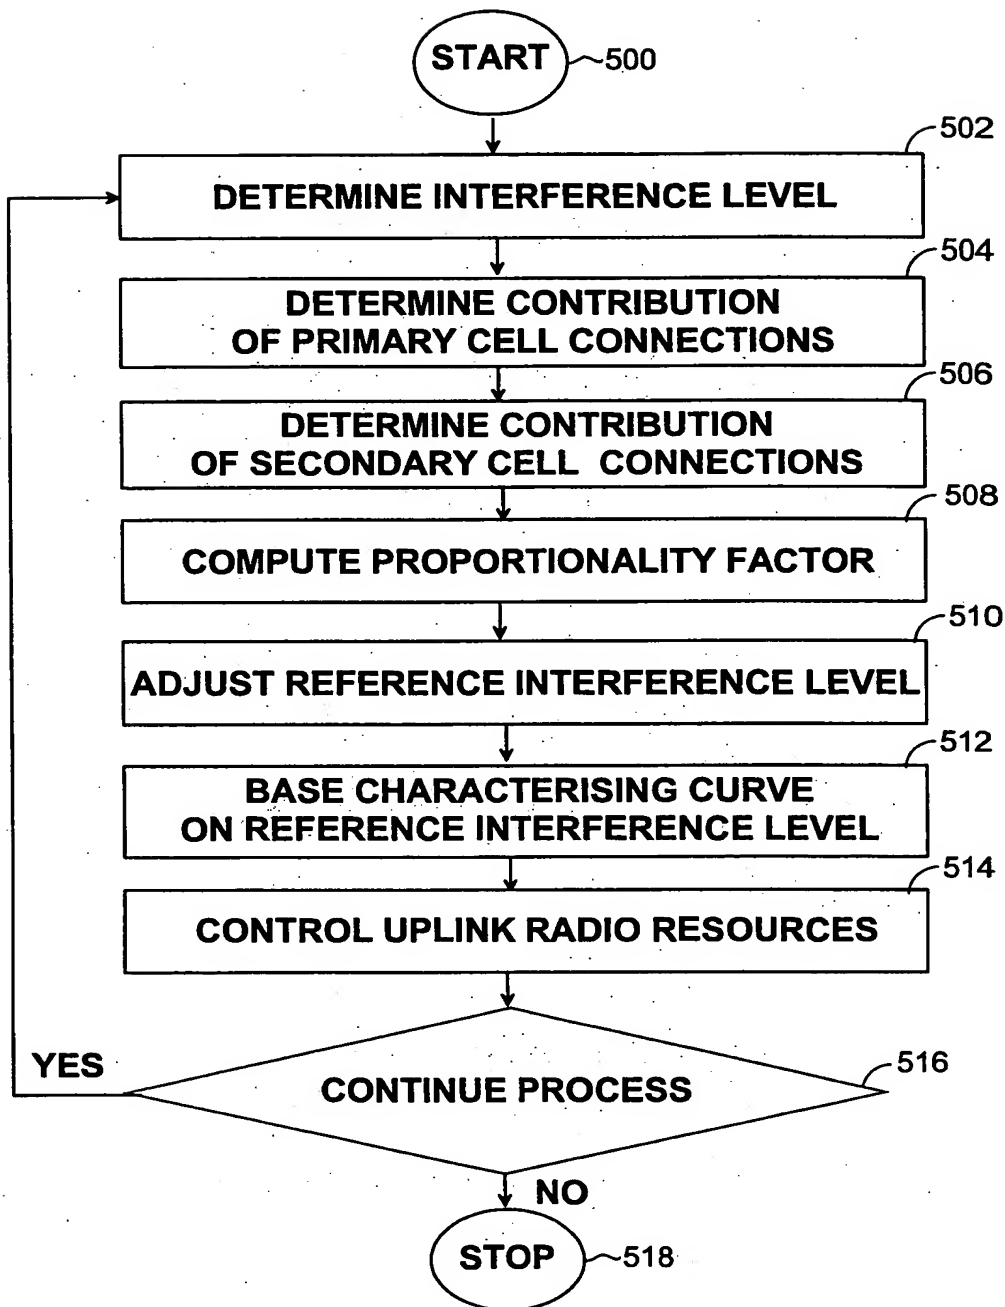 START
500
502
DETERMINE INTERFERENCE LEVEL
504
DETERMINE CONTRIBUTION
OF PRIMARY CELL CONNECTIONS
506
DETERMINE CONTRIBUTION
OF SECONDARY CELL CONNECTIONS
508
COMPUTE PROPORTIONALITY FACTOR
510
ADJUST REFERENCE INTERFERENCE LEVEL
512
BASE CHARACTERISING CURVE
ON REFERENCE INTERFERENCE LEVEL
514
CONTROL UPLINK RADIO RESOURCES
YES
CONTINUE PROCESS
516
NO
STOP
518